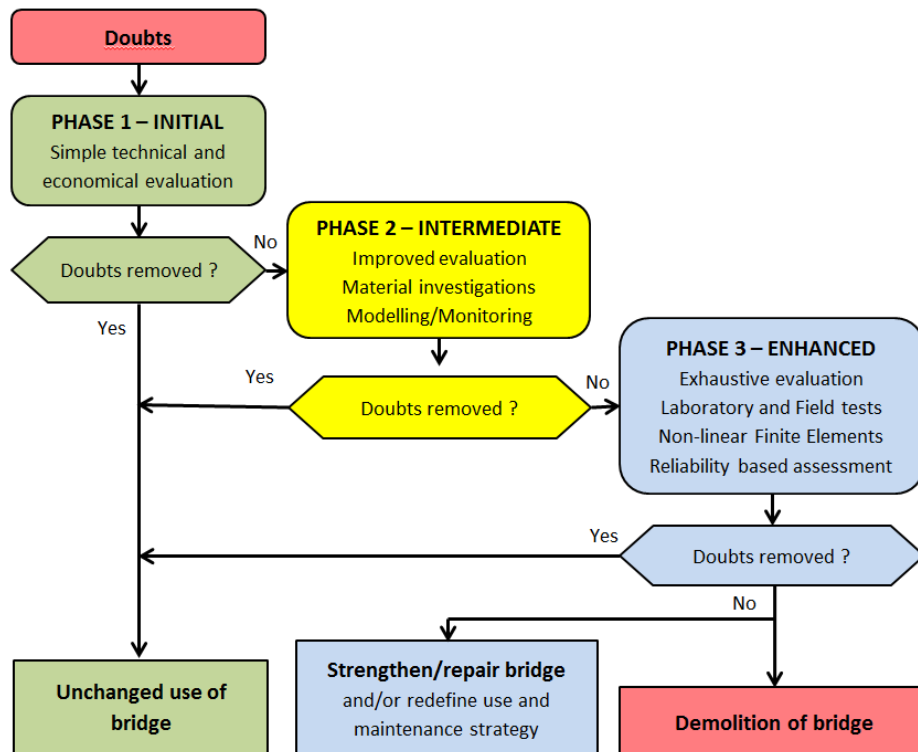 Doubts
PHASE 1 – INITIAL
Simple technical and
economical evaluation
No
Doubts removed ?
PHASE 2 – INTERMEDIATE
Improved evaluation
Material investigations
Modelling/Monitoring
Yes
Yes
Doubts removed ?
No
PHASE 3 – ENHANCED
Exhaustive evaluation
Laboratory and Field tests
Non-linear Finite Elements
Reliability based assessment
Yes
Doubts removed ?
No
Unchanged use of
bridge
Strengthen/repair bridge
and/or redefine use and
maintenance strategy
Demolition of bridge